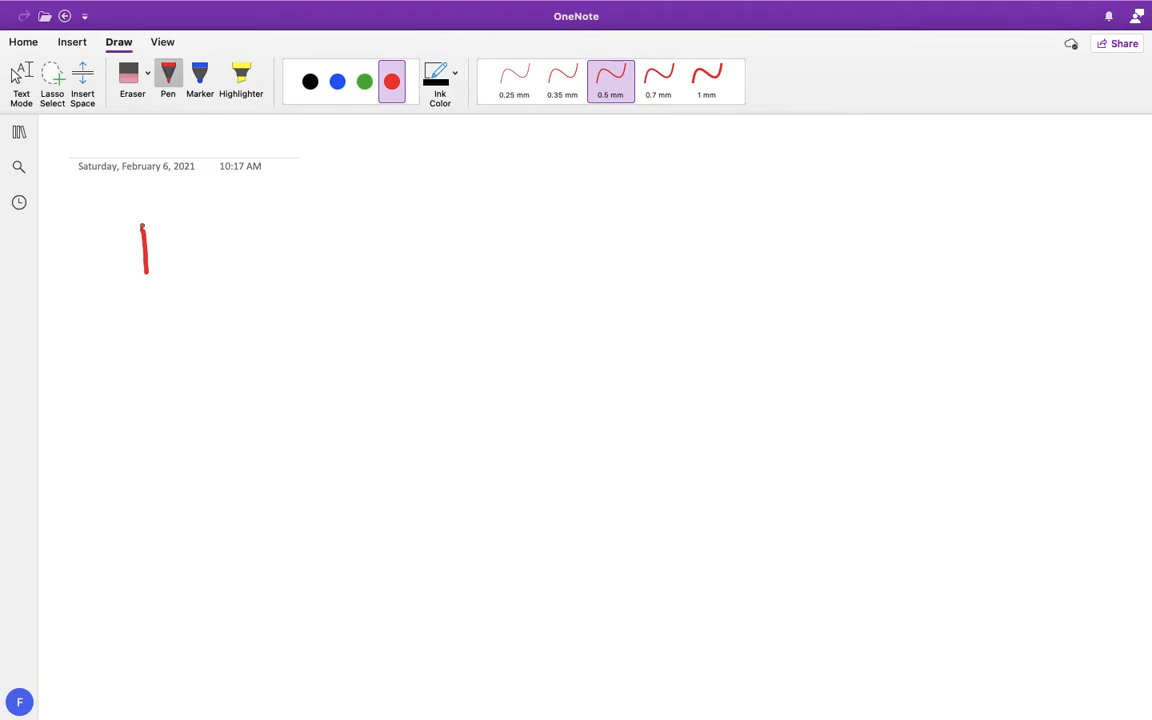 OneNote
Home Insert Draw View
Share
Text Mode
Lasso Select
Insert Space
Eraser
Pen
Marker
Highlighter
Ink Color
0.25 mm
0.35 mm
0.5 mm
0.7 mm
1 mm
Saturday, February 6, 2021 10:17 AM
F